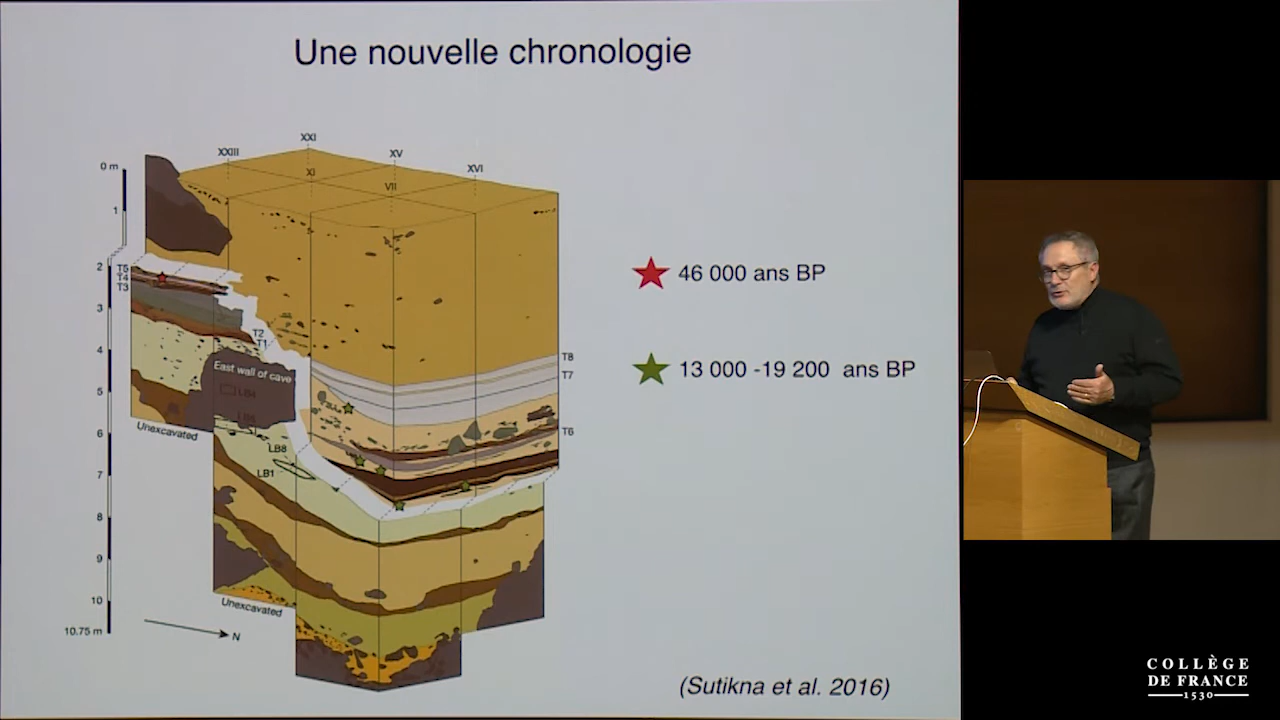 Une nouvelle chronologie
XXI
XXIII
XV
XVI
XI
VII
0 m
1
2
3
4
5
6
7
8
9
10
10.75 m
T5
T4
T3
T2
T1
East wall of cave
LB4
LB6
LB8
LB1
Unexcavated
Unexcavated
N
T8
T7
T6
46 000 ans BP
13 000 -19 200 ans BP
(Sutikna et al. 2016)
COLLÈGE
DE FRANCE
1530